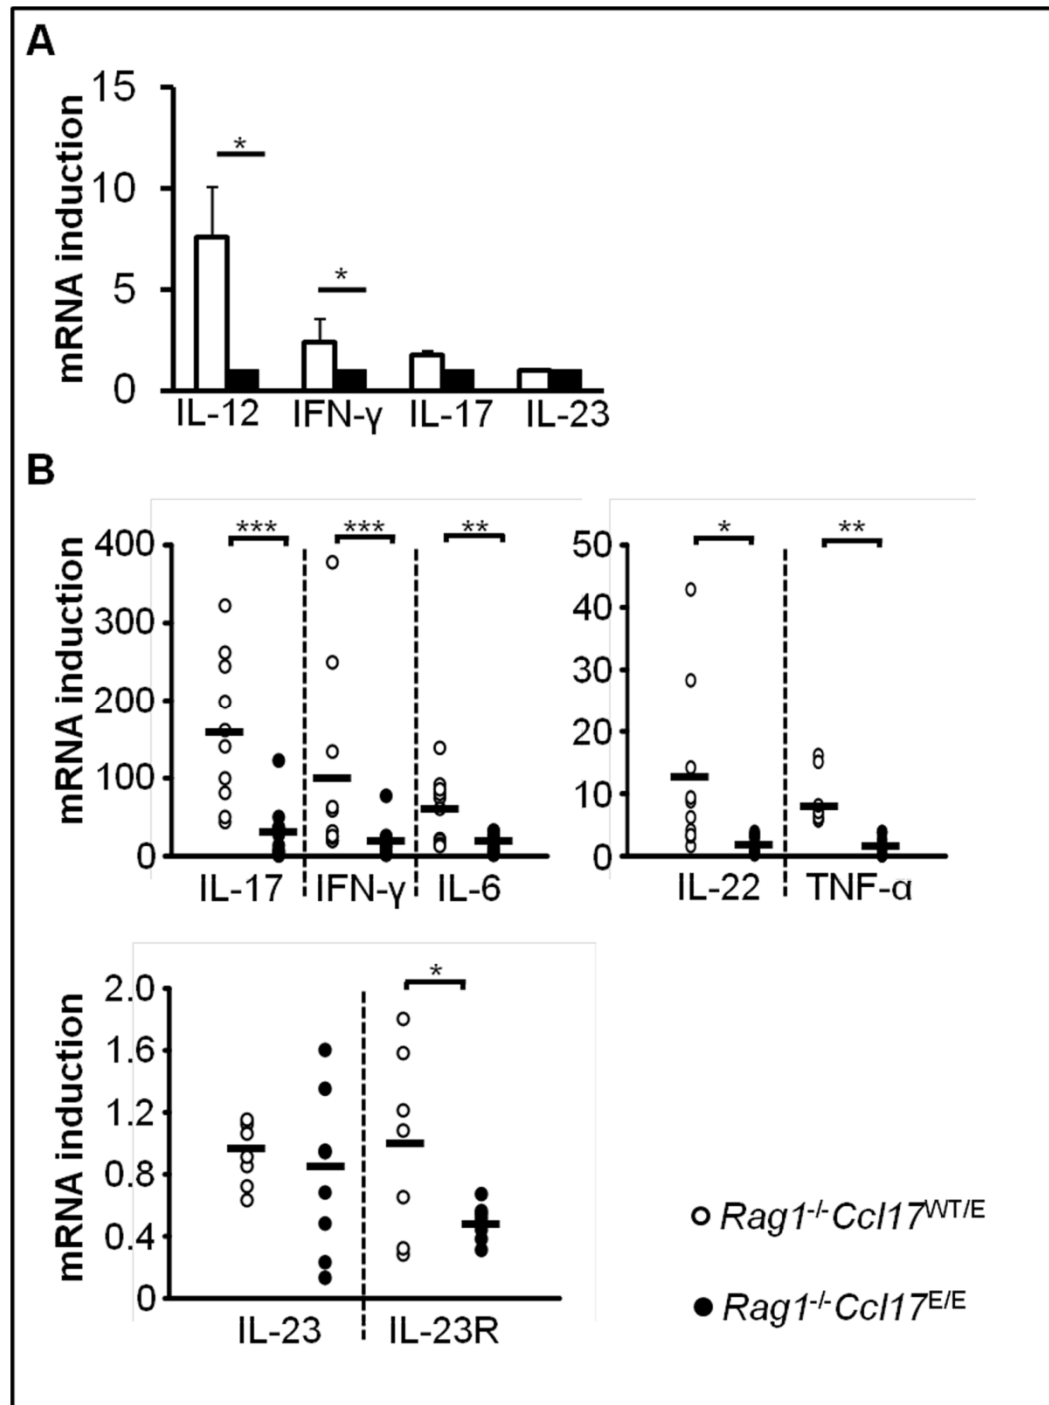 A
mRNA induction
15
10
5
0
*
*
IL-12 IFN-γ IL-17 IL-23
B
mRNA induction
400
300
200
100
0
*** *** **
IL-17 IFN-γ IL-6
50
40
30
20
10
0
* **
IL-22 TNF-α
mRNA induction
2.0
1.6
1.2
0.8
0.4
0
*
IL-23 IL-23R
Rag1-/-Ccl17WT/E
Rag1-/-Ccl17E/E